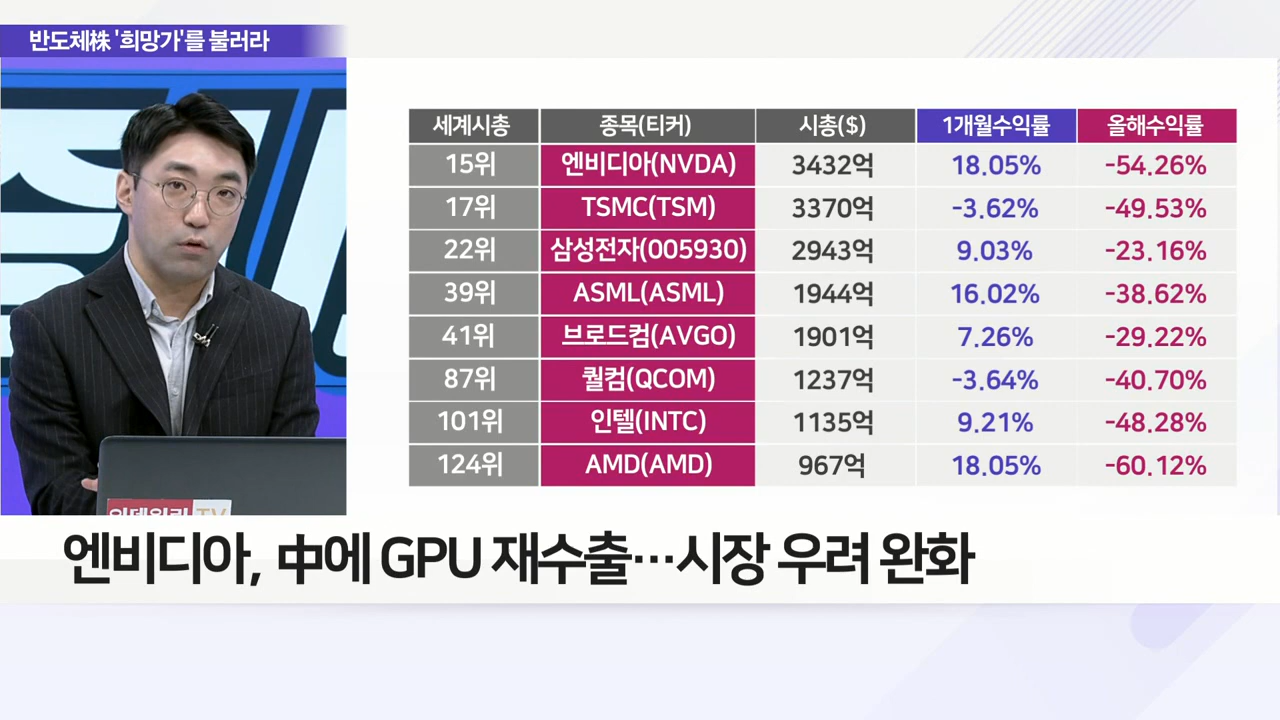 반도체株 '희망가'를 불러라
세계시총 종목(티커) 시총($) 1개월수익률 올해수익률
15위 엔비디아(NVDA) 3432억 18.05% -54.26%
17위 TSMC(TSM) 3370억 -3.62% -49.53%
22위 삼성전자(005930) 2943억 9.03% -23.16%
39위 ASML(ASML) 1944억 16.02% -38.62%
41위 브로드컴(AVGO) 1901억 7.26% -29.22%
87위 퀄컴(QCOM) 1237억 -3.64% -40.70%
101위 인텔(INTC) 1135억 9.21% -48.28%
124위 AMD(AMD) 967억 18.05% -60.12%
이데일리 TV
엔비디아, 中에 GPU 재수출…시장 우려 완화